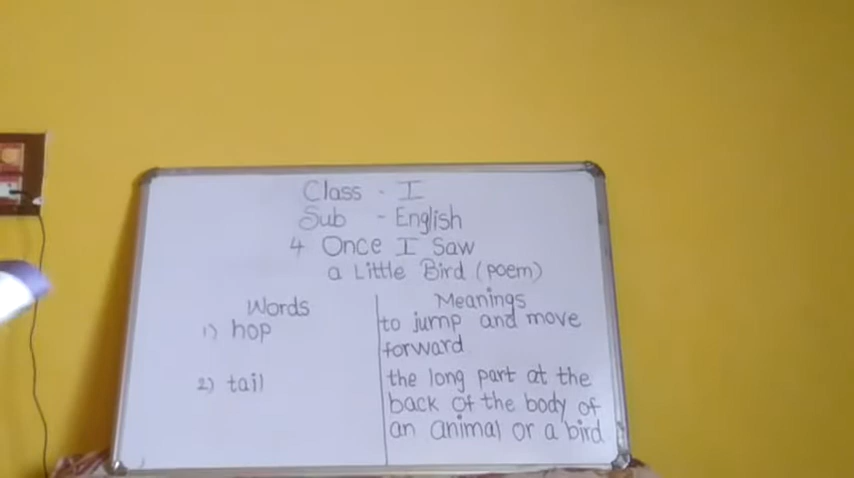 Class - I
Sub - English
4 Once I Saw
a Little Bird (poem)
Words Meanings
1) hop to jump and move
forward
2) tail the long part at the
back of the body of
an animal or a bird